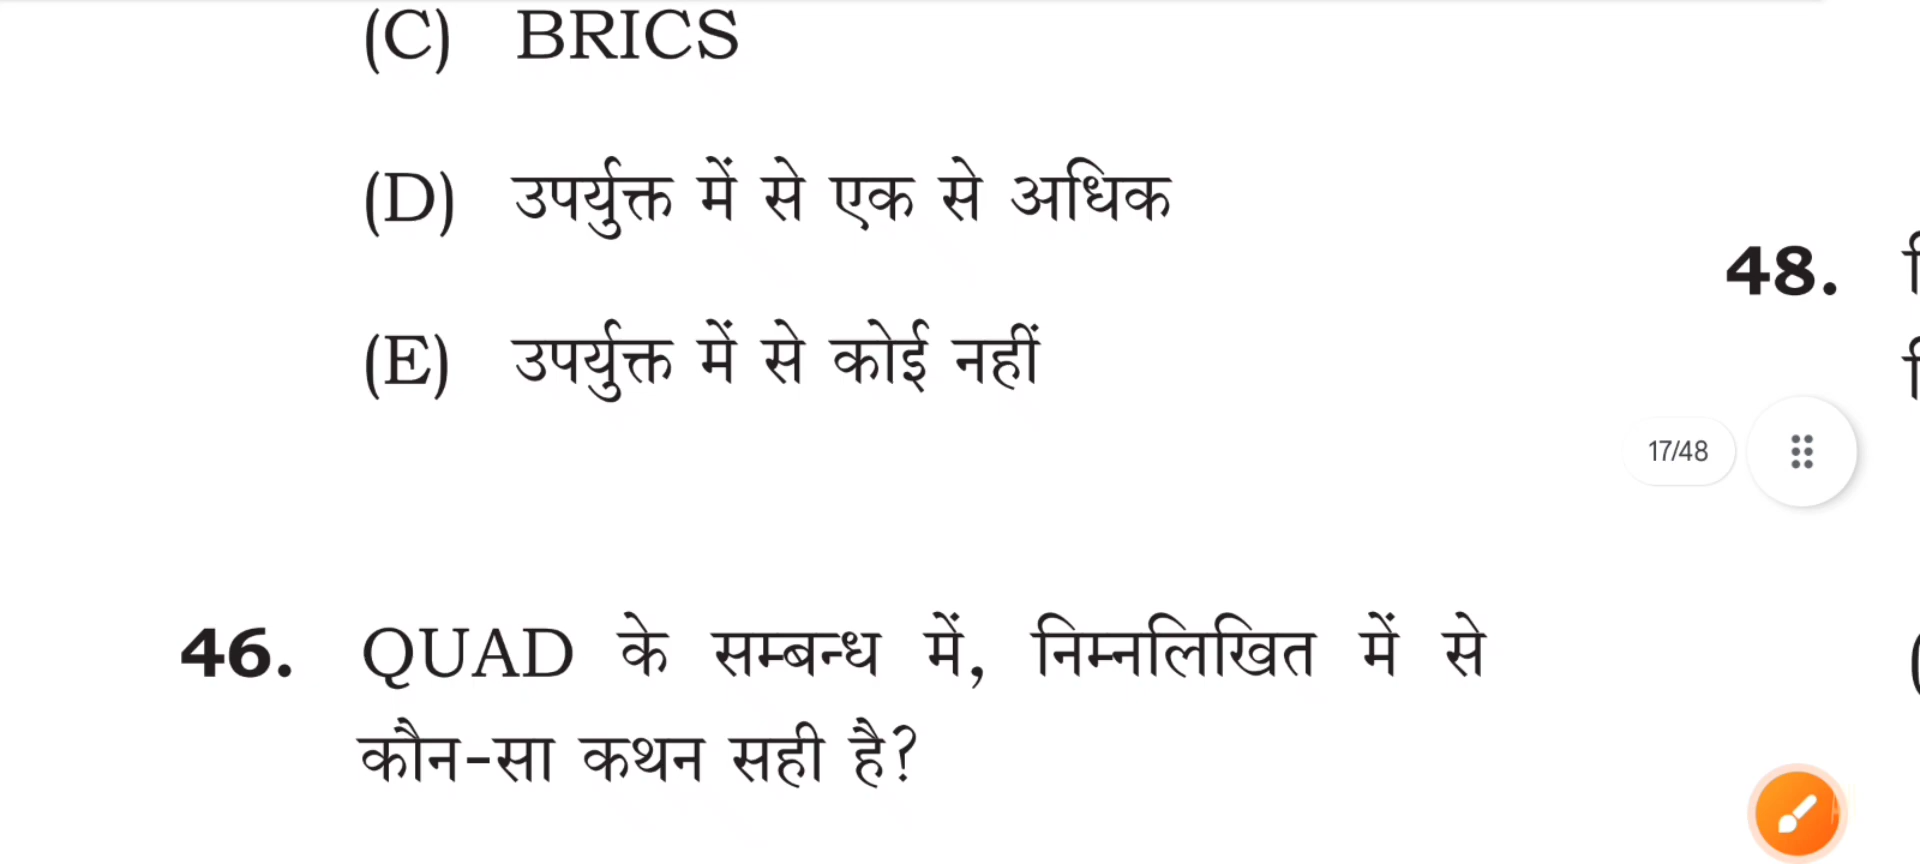 (C) BRICS
(D) उपर्युक्त में से एक से अधिक
(E) उपर्युक्त में से कोई नहीं
46. QUAD के सम्बन्ध में, निम्नलिखित में से
कौन-सा कथन सही है?
48.
17/48